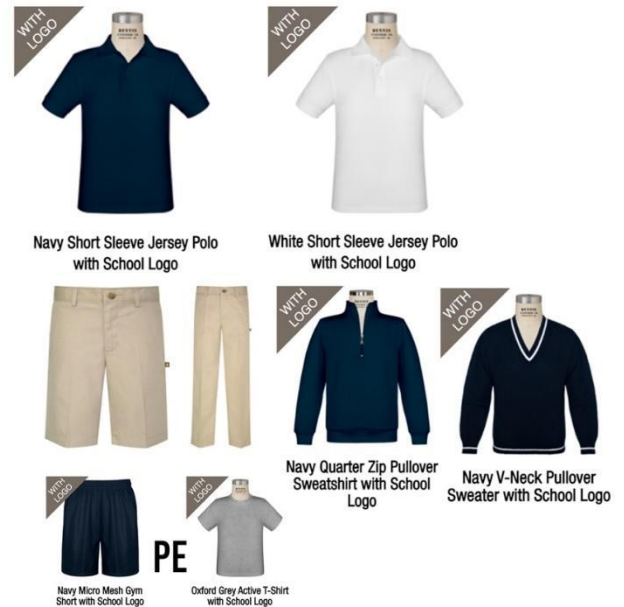 WITH
LOGO
WITH
LOGO
DENNIS
DENNIS
Navy Short Sleeve Jersey Polo
with School Logo
White Short Sleeve Jersey Polo
with School Logo
WITH
LOGO
WITH
LOGO
Navy Quarter Zip Pullover
Sweatshirt with School
Logo
Navy V-Neck Pullover
Sweater with School Logo
WITH
LOGO
PE
WITH
LOGO
Navy Micro Mesh Gym
Short with School Logo
Oxford Grey Active T-Shirt
with School Logo